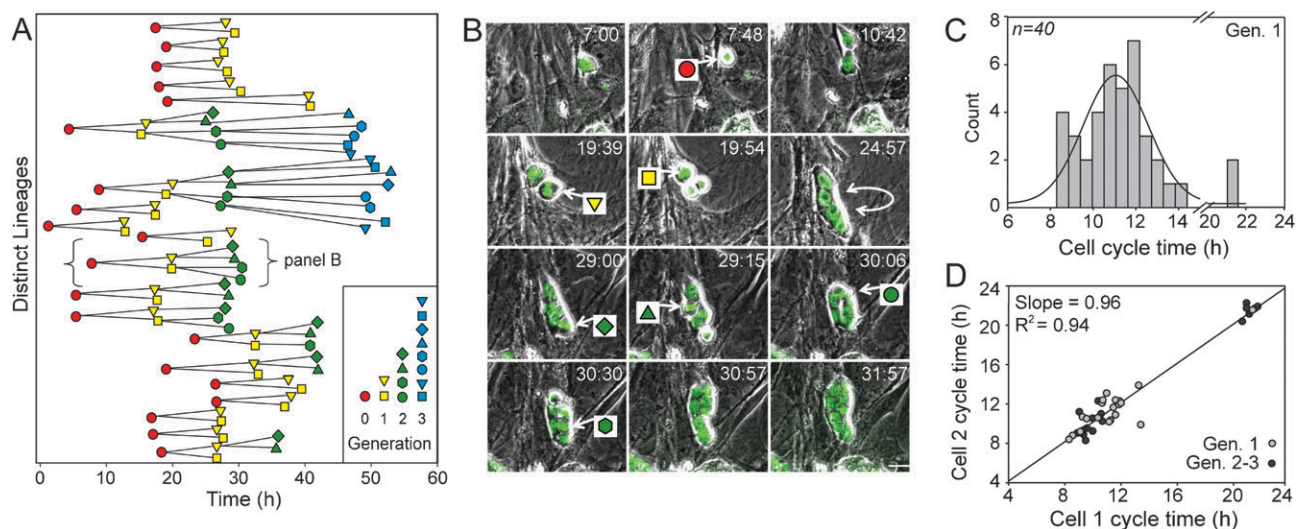 A
Distinct Lineages
panel B
0 1 2 3
Generation
0 10 20 30 40 50 60
Time (h)
B
7:00 7:48 10:42
19:39 19:54 24:57
29:00 29:15 30:06
30:30 30:57 31:57
C
n=40 Gen. 1
Count
8
6
4
2
0
6 8 10 12 14 20 22 24
Cell cycle time (h)
D
Slope = 0.96
R² = 0.94
Cell 2 cycle time (h)
24
22
20
16
14
12
10
8
6
4
Gen. 1
Gen. 2-3
4 8 12 16 20 24
Cell 1 cycle time (h)